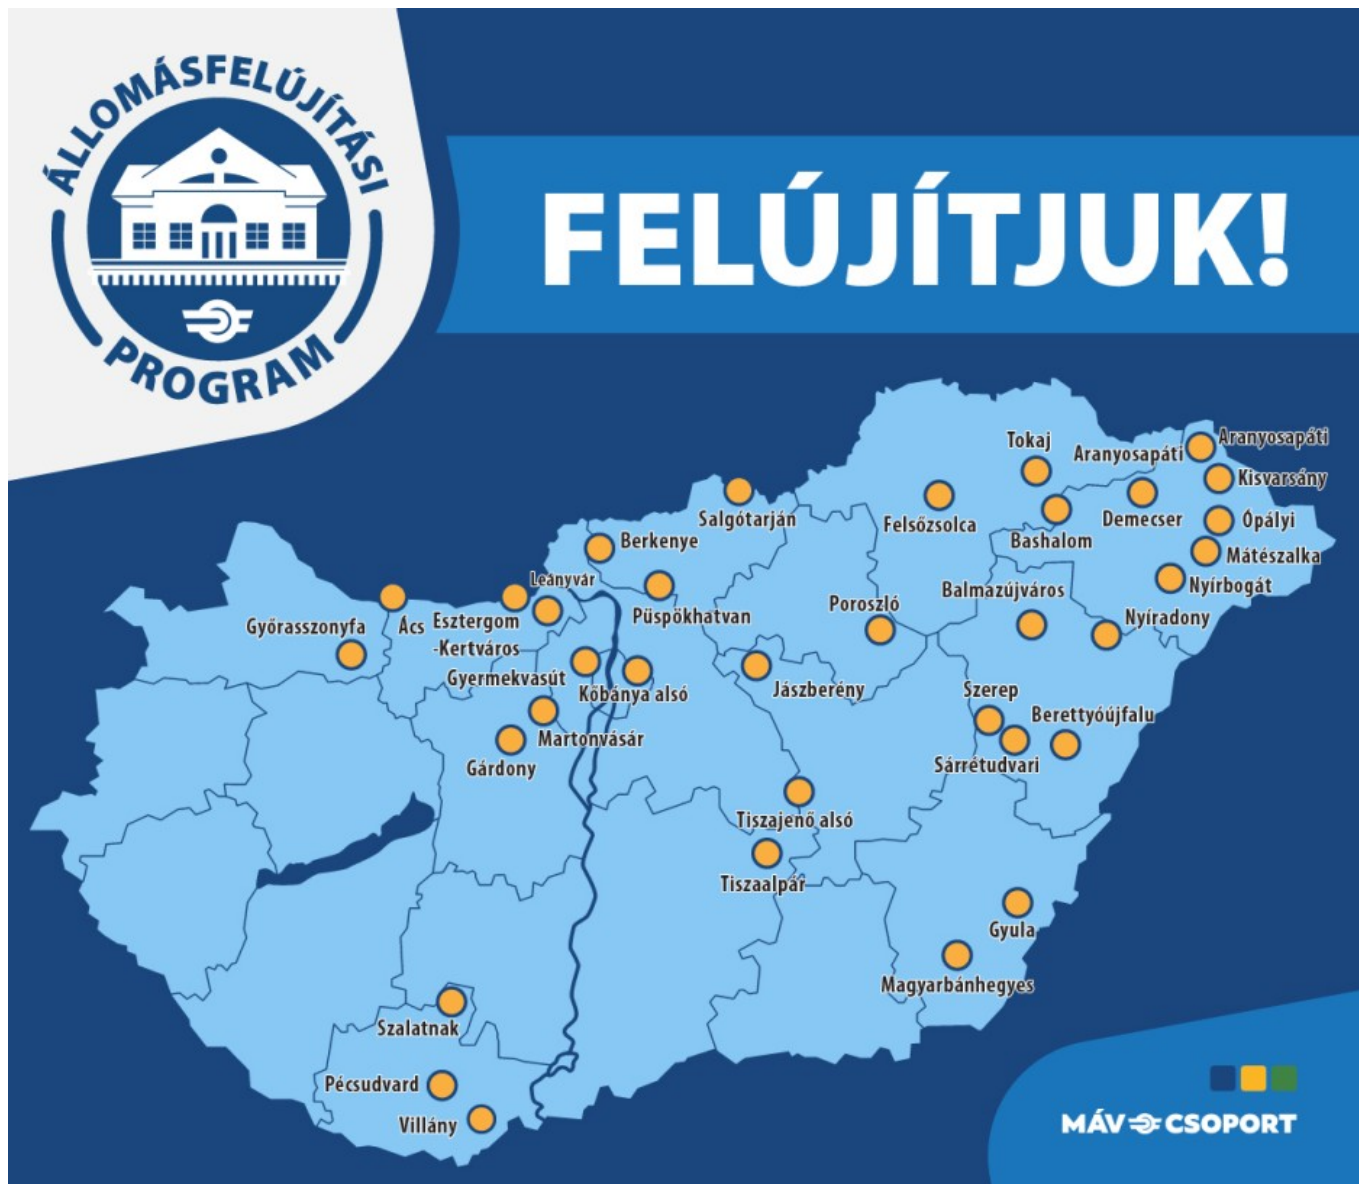 ÁLLOMÁSFELÚJÍTÁSI
PROGRAM
FELÚJÍTJUK!
Tokaj
Aranyosapáti
Aranyosapáti
Kisvarsány
Salgótarján
Felsőzsolca
Bashalom
Demecser
Ópályi
Berkenye
Mátészalka
Leányvár
Nyírbogát
Balmazújváros
Püspökhatvan
Poroszló
Nyíradony
Győrasszonyfa
Ács
Esztergom
-Kertváros
Gyermekvasút
Kőbánya alsó
Jászberény
Szerep
Berettyóújfalu
Martonvásár
Gárdony
Sárrétudvari
Tiszajenő alsó
Tiszaalpár
Gyula
Magyarbánhegyes
Szalatnak
Pécsudvard
Villány
MÁV CSOPORT